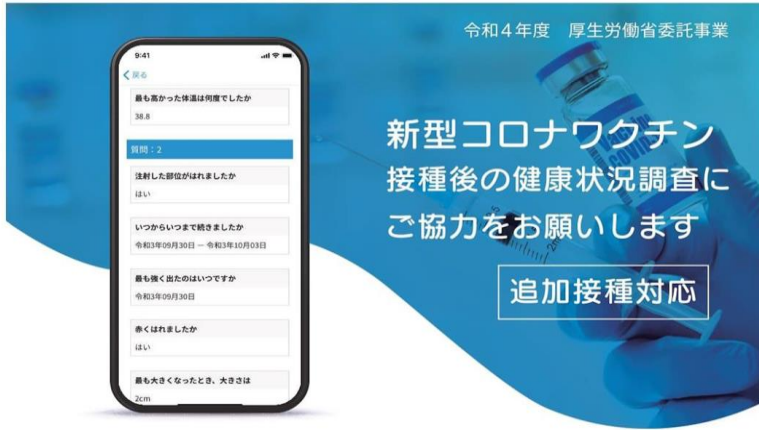 令和4年度　厚生労働省委託事業
新型コロナワクチン
接種後の健康状況調査に
ご協力をお願いします
追加接種対応
9:41
戻る
最も高かった体温は何度でしたか
38.8
質問：2
注射した部位がはれましたか
はい
いつからいつまで続きましたか
令和3年09月30日 ― 令和3年10月03日
最も強く出たのはいつですか
令和3年09月30日
赤くはれましたか
はい
最も大きくなったとき、大きさは
2cm